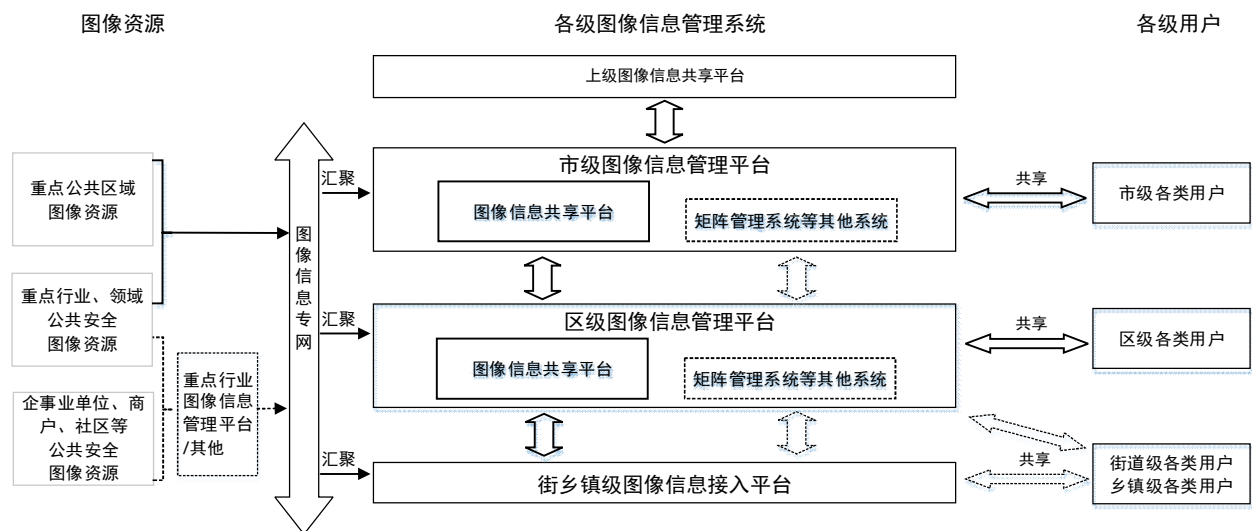 图像资源
各级图像信息管理系统
各级用户
上级图像信息共享平台
重点公共区域
图像资源
重点行业、领域
公共安全
图像资源
企事业单位、商
户、社区等
公共安全
图像资源
重点行业
图像信息
管理平台
/其他
图像信息专网
汇聚
市级图像信息管理平台
图像信息共享平台
矩阵管理系统等其他系统
共享
市级各类用户
汇聚
区级图像信息管理平台
图像信息共享平台
矩阵管理系统等其他系统
共享
区级各类用户
汇聚
街乡镇级图像信息接入平台
共享
街道级各类用户
乡镇级各类用户